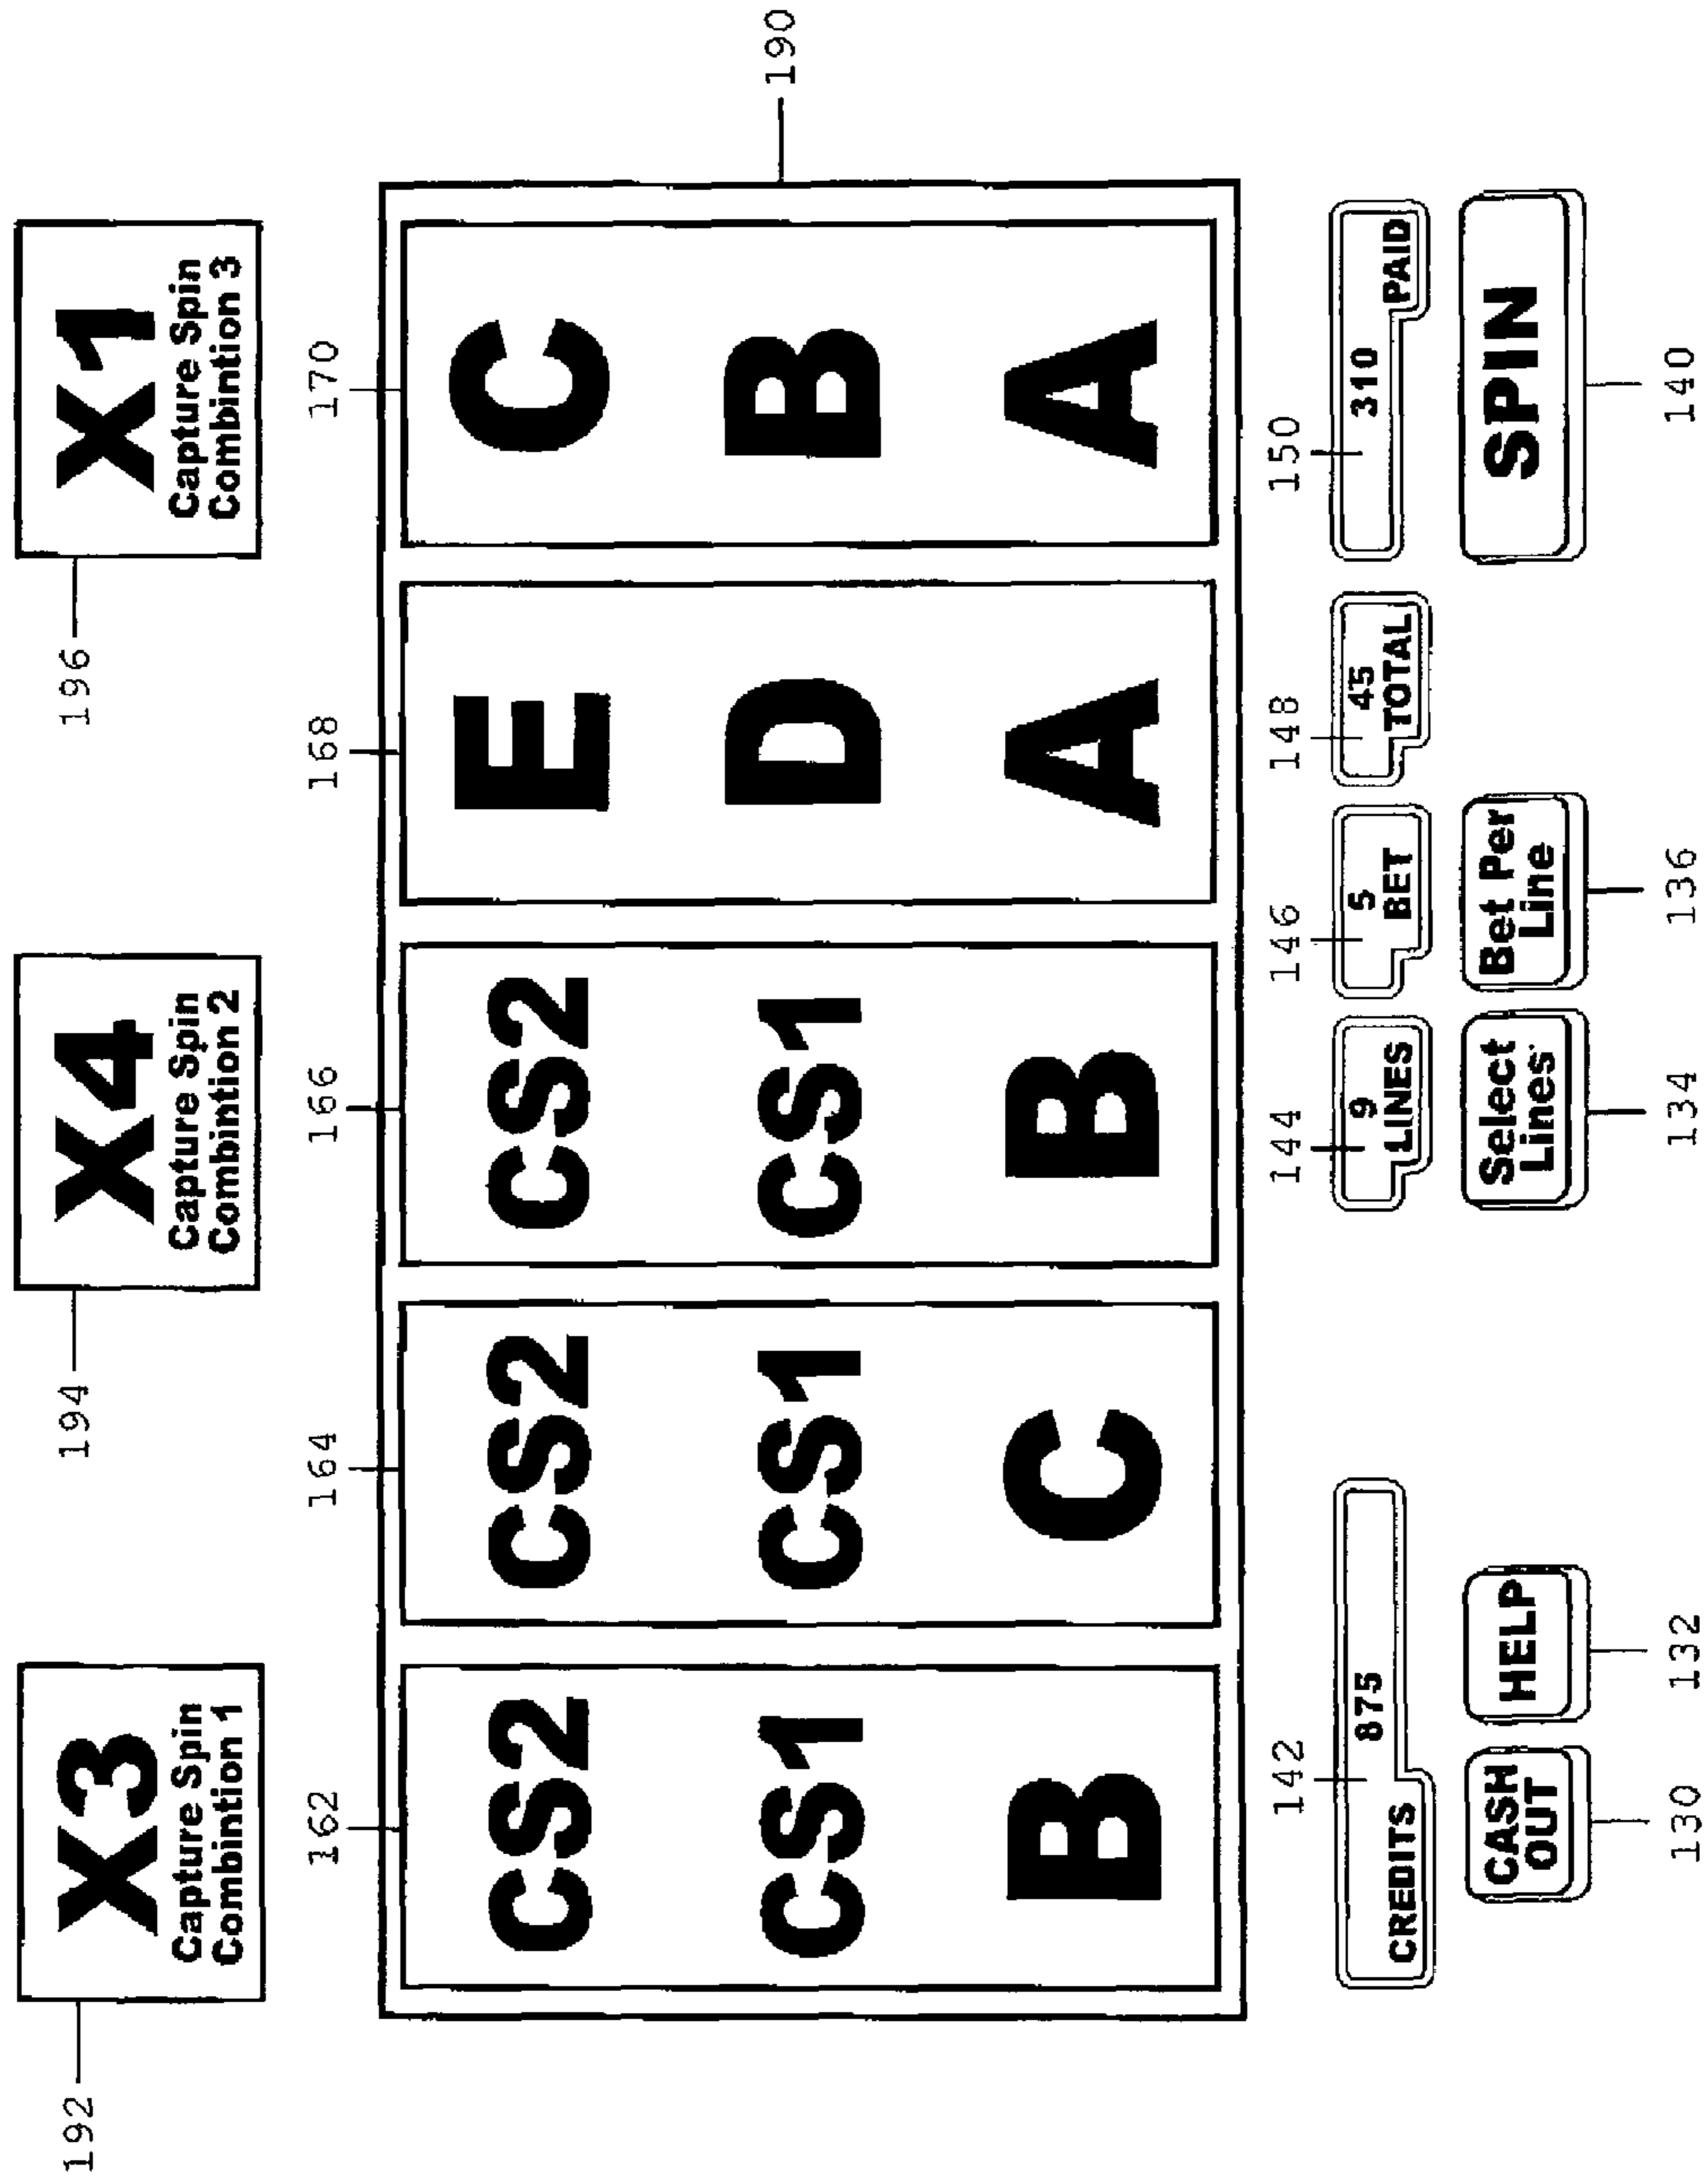 192
X3
Capture Spin
Combintion 1
194
X4
Capture Spin
Combintion 2
196
X1
Capture Spin
Combintion 3
162
164
166
168
170
190
CS2
CS2
CS2
E
C
CS1
CS1
CS1
D
B
B
C
B
A
A
142
144
146
148
150
875
CREDITS
9
LINES
5
BET
45
TOTAL
310
PAID
CASH
OUT
HELP
Select
Lines
Bet Per
Line
SPIN
130
132
134
136
140